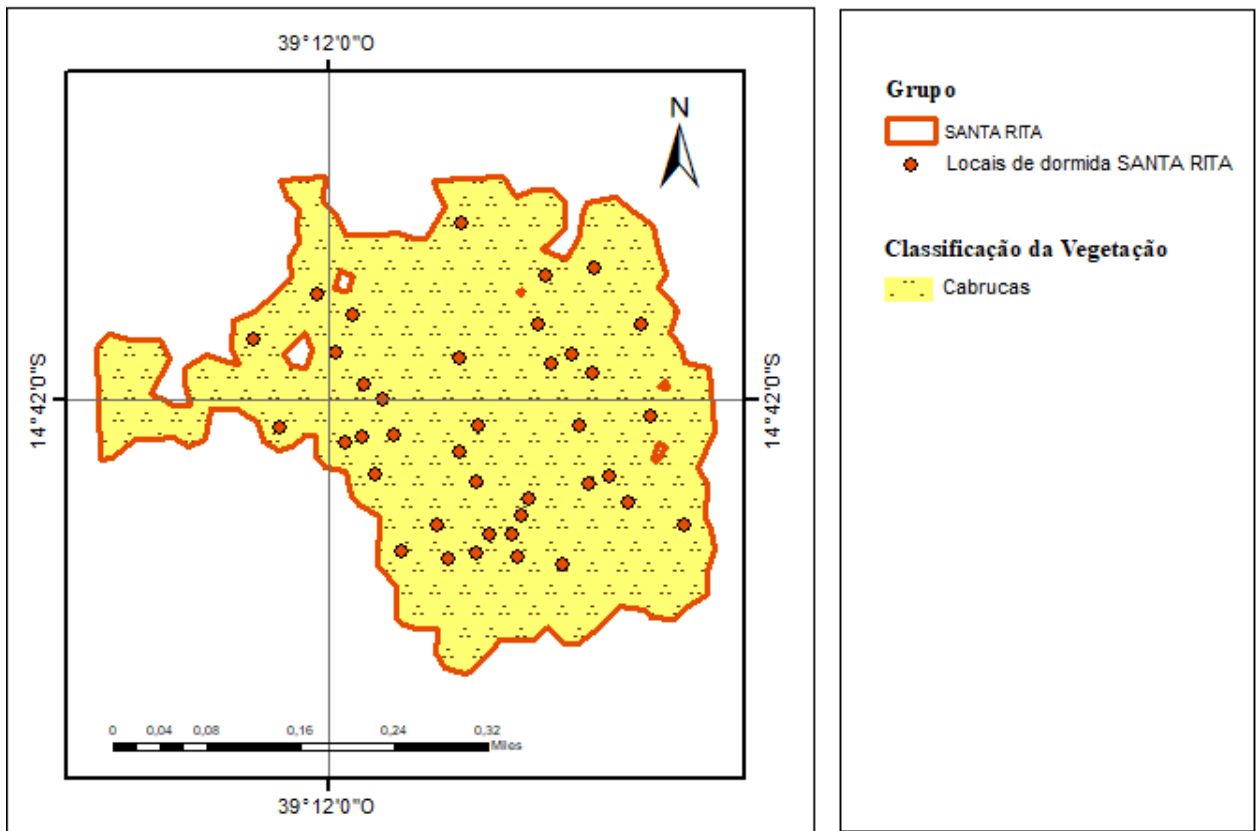 39°12'0"O
N
14°42'0"S
14°42'0"S
0 0,04 0,08 0,16 0,24 0,32
Miles
39°12'0"O
Grupo
SANTA RITA
Locais de dormida SANTA RITA
Classificação da Vegetação
Cabrucas